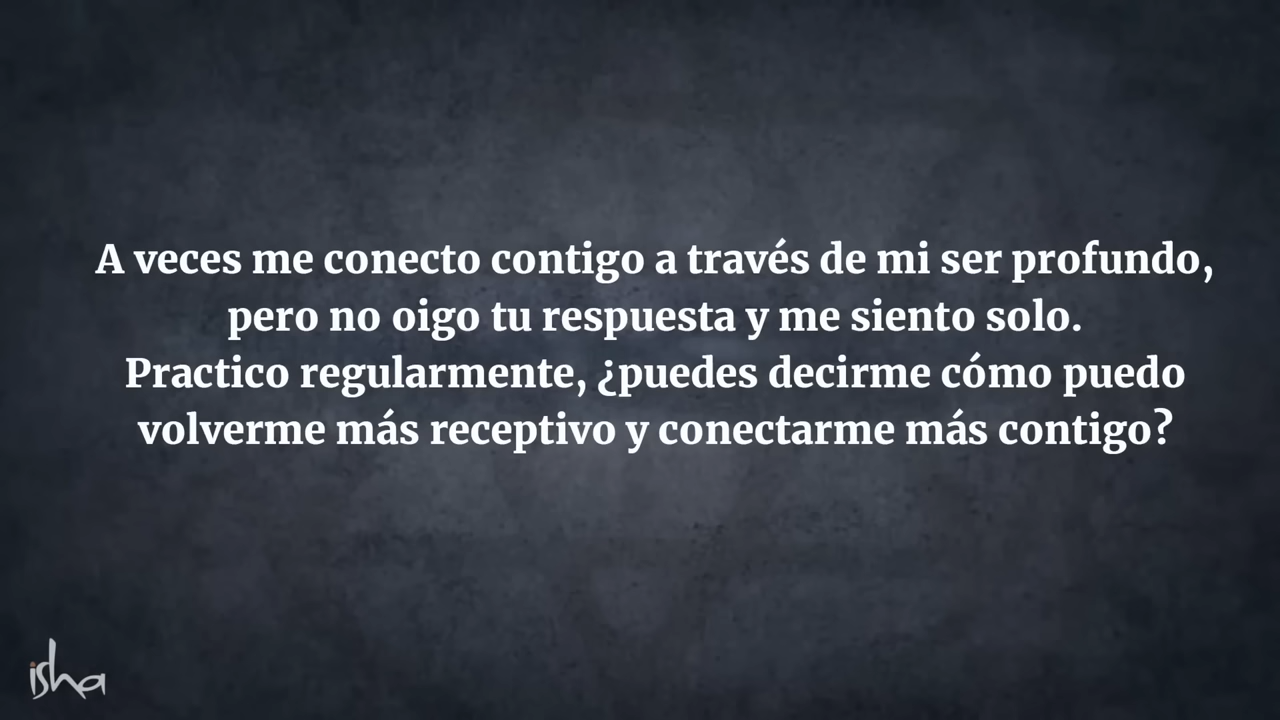 A veces me conecto contigo a través de mi ser profundo,
pero no oigo tu respuesta y me siento solo.
Practico regularmente, ¿puedes decirme cómo puedo
volverme más receptivo y conectarme más contigo?
isha